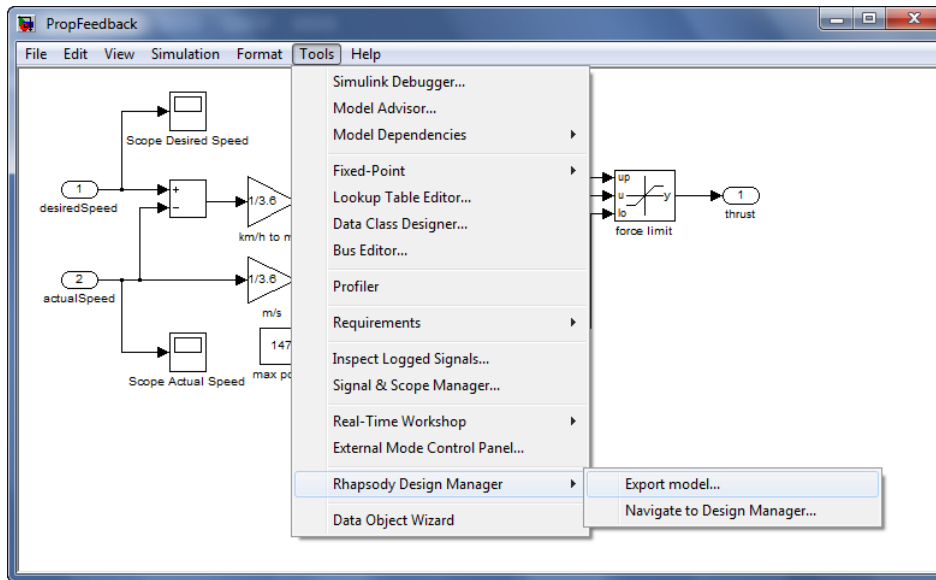 PropFeedback
File Edit View Simulation Format Tools Help
Simulink Debugger...
Model Advisor...
Model Dependencies
Fixed-Point
Lookup Table Editor...
Data Class Designer...
Bus Editor...
Profiler
Requirements
Inspect Logged Signals...
Signal & Scope Manager...
Real-Time Workshop
External Mode Control Panel...
Rhapsody Design Manager
Data Object Wizard
Export model...
Navigate to Design Manager...
Scope Desired Speed
1
desiredSpeed
+
−
1/3.6
km/h to m
2
actualSpeed
1/3.6
m/s
147
max po
Scope Actual Speed
up
u
y
lo
force limit
1
thrust